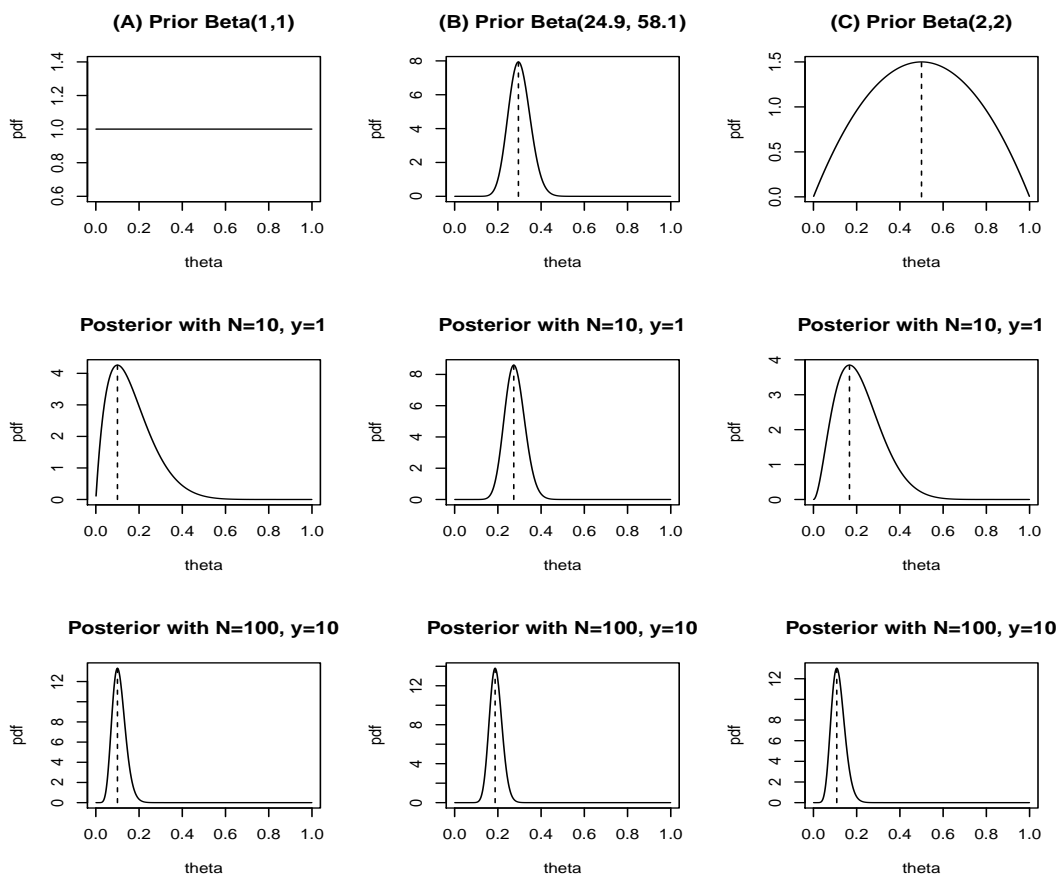 (A) Prior Beta(1,1)
pdf
0.6 0.8 1.0 1.2 1.4
0.0 0.2 0.4 0.6 0.8 1.0
theta
(B) Prior Beta(24.9, 58.1)
pdf
0 2 4 6 8
0.0 0.2 0.4 0.6 0.8 1.0
theta
(C) Prior Beta(2,2)
pdf
0.0 0.5 1.0 1.5
0.0 0.2 0.4 0.6 0.8 1.0
theta
Posterior with N=10, y=1
pdf
0 1 2 3 4
0.0 0.2 0.4 0.6 0.8 1.0
theta
Posterior with N=10, y=1
pdf
0 2 4 6 8
0.0 0.2 0.4 0.6 0.8 1.0
theta
Posterior with N=10, y=1
pdf
0 1 2 3 4
0.0 0.2 0.4 0.6 0.8 1.0
theta
Posterior with N=100, y=10
pdf
0 2 4 6 8 12
0.0 0.2 0.4 0.6 0.8 1.0
theta
Posterior with N=100, y=10
pdf
0 2 4 6 8 12
0.0 0.2 0.4 0.6 0.8 1.0
theta
Posterior with N=100, y=10
pdf
0 2 4 6 8 12
0.0 0.2 0.4 0.6 0.8 1.0
theta